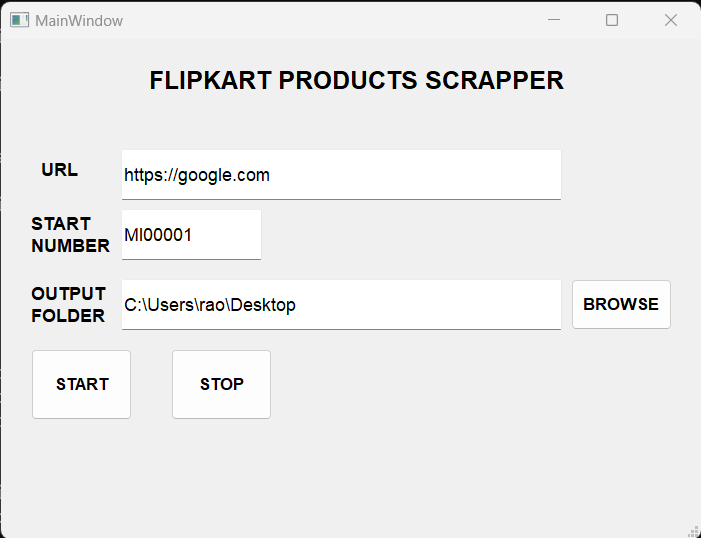 MainWindow
FLIPKART PRODUCTS SCRAPPER
URL
https://google.com
START
NUMBER
MI00001
OUTPUT
FOLDER
C:\Users\rao\Desktop
BROWSE
START
STOP